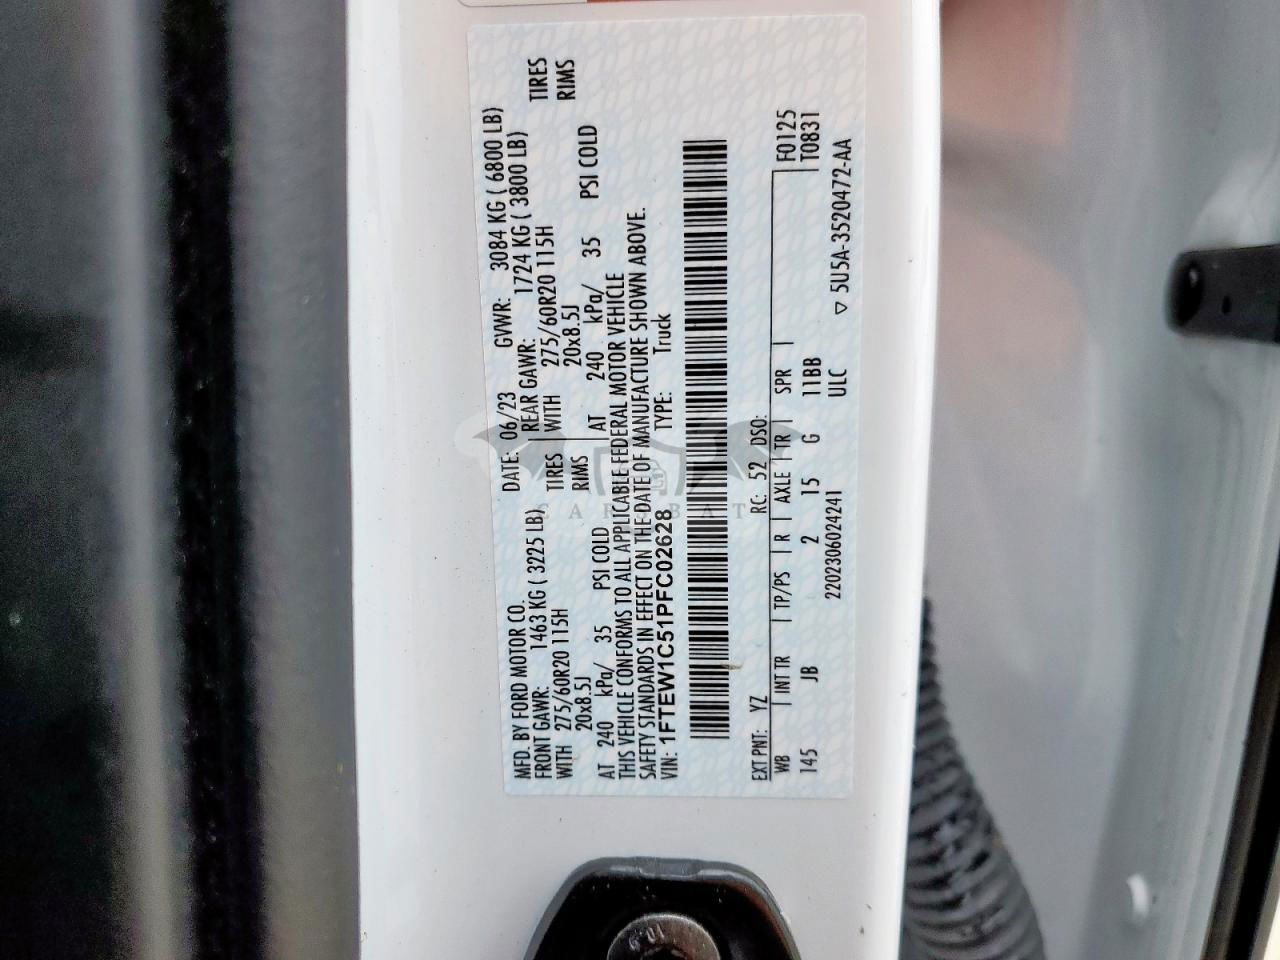 MFD. BY FORD MOTOR CO. DATE: 06/23 GVWR: 3084 KG ( 6800 LB)
FRONT GAWR: 1463 KG ( 3225 LB) REAR GAWR: 1724 KG ( 3800 LB)
WITH 275/60R20 115H TIRES WITH 275/60R20 115H TIRES
20x8.5J RIMS 20x8.5J RIMS
AT 240 kPa/ 35 PSI COLD AT 240 kPa/ 35 PSI COLD
THIS VEHICLE CONFORMS TO ALL APPLICABLE FEDERAL MOTOR VEHICLE
SAFETY STANDARDS IN EFFECT ON THE DATE OF MANUFACTURE SHOWN ABOVE.
VIN: 1FTEW1C51PFC02628 TYPE: Truck
EXT PNT: YZ RC: 52 DSO: F0125
WB INT TR TP/PS R AXLE TR SPR T0831
145 JB 2 15 G 11BB
220230602424​1 ULC ▽ 5U5A-3520472-AA
CARSBAT